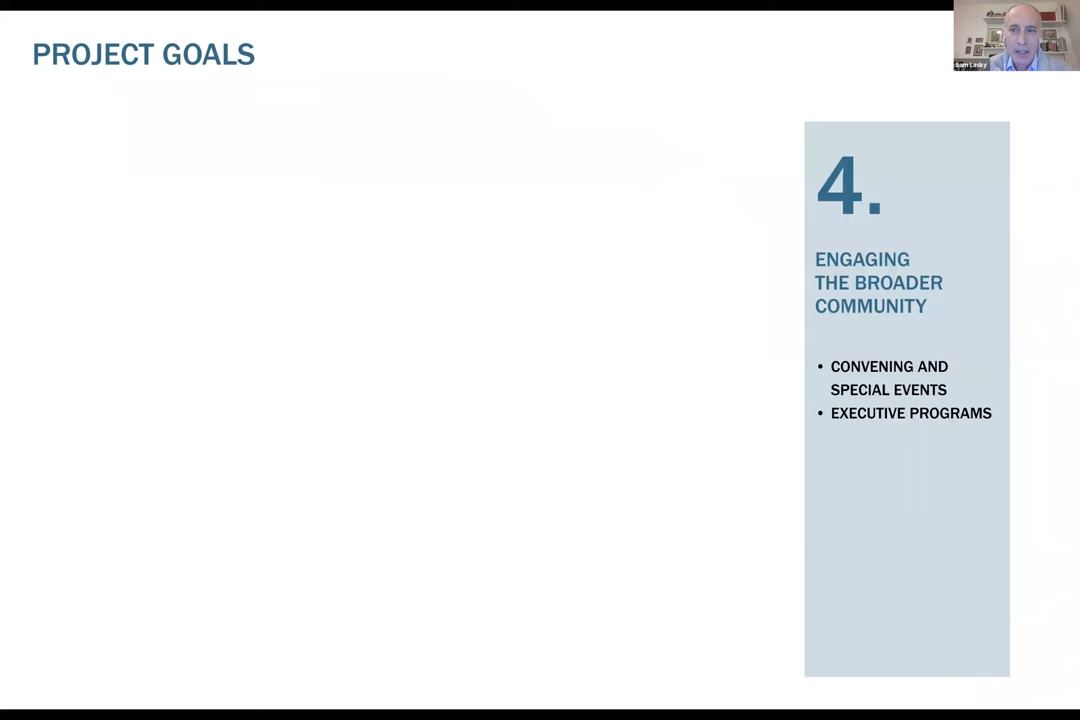 PROJECT GOALS
Sam Lasky
4.
ENGAGING
THE BROADER
COMMUNITY
• CONVENING AND
SPECIAL EVENTS
• EXECUTIVE PROGRAMS